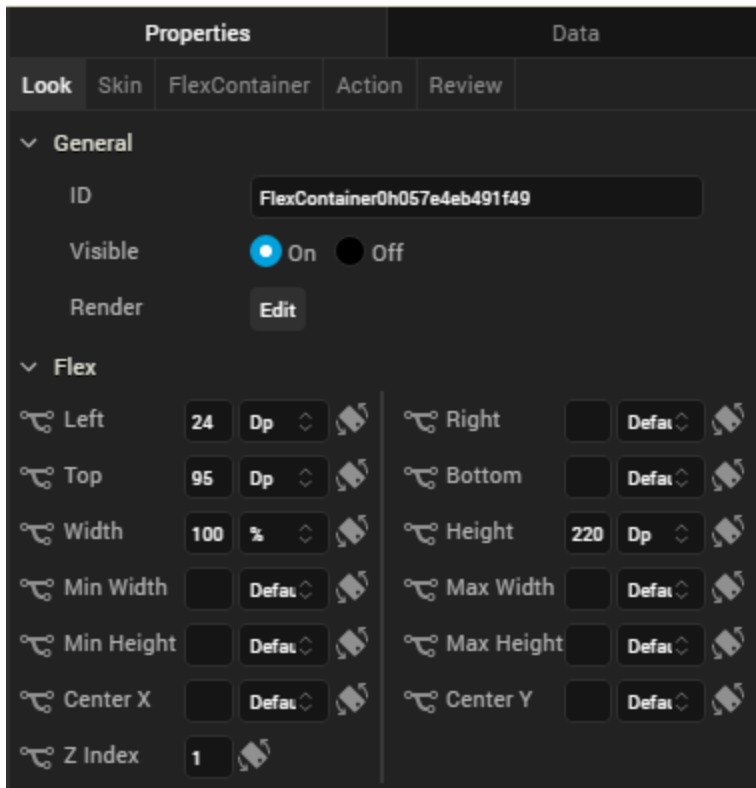 Properties Data
Look Skin FlexContainer Action Review
General
ID FlexContainer0h057e4eb491f49
Visible On Off
Render Edit
Flex
Left 24 Dp Right Defau
Top 95 Dp Bottom Defau
Width 100 % Height 220 Dp
Min Width Defau Max Width Defau
Min Height Defau Max Height Defau
Center X Defau Center Y Defau
Z Index 1